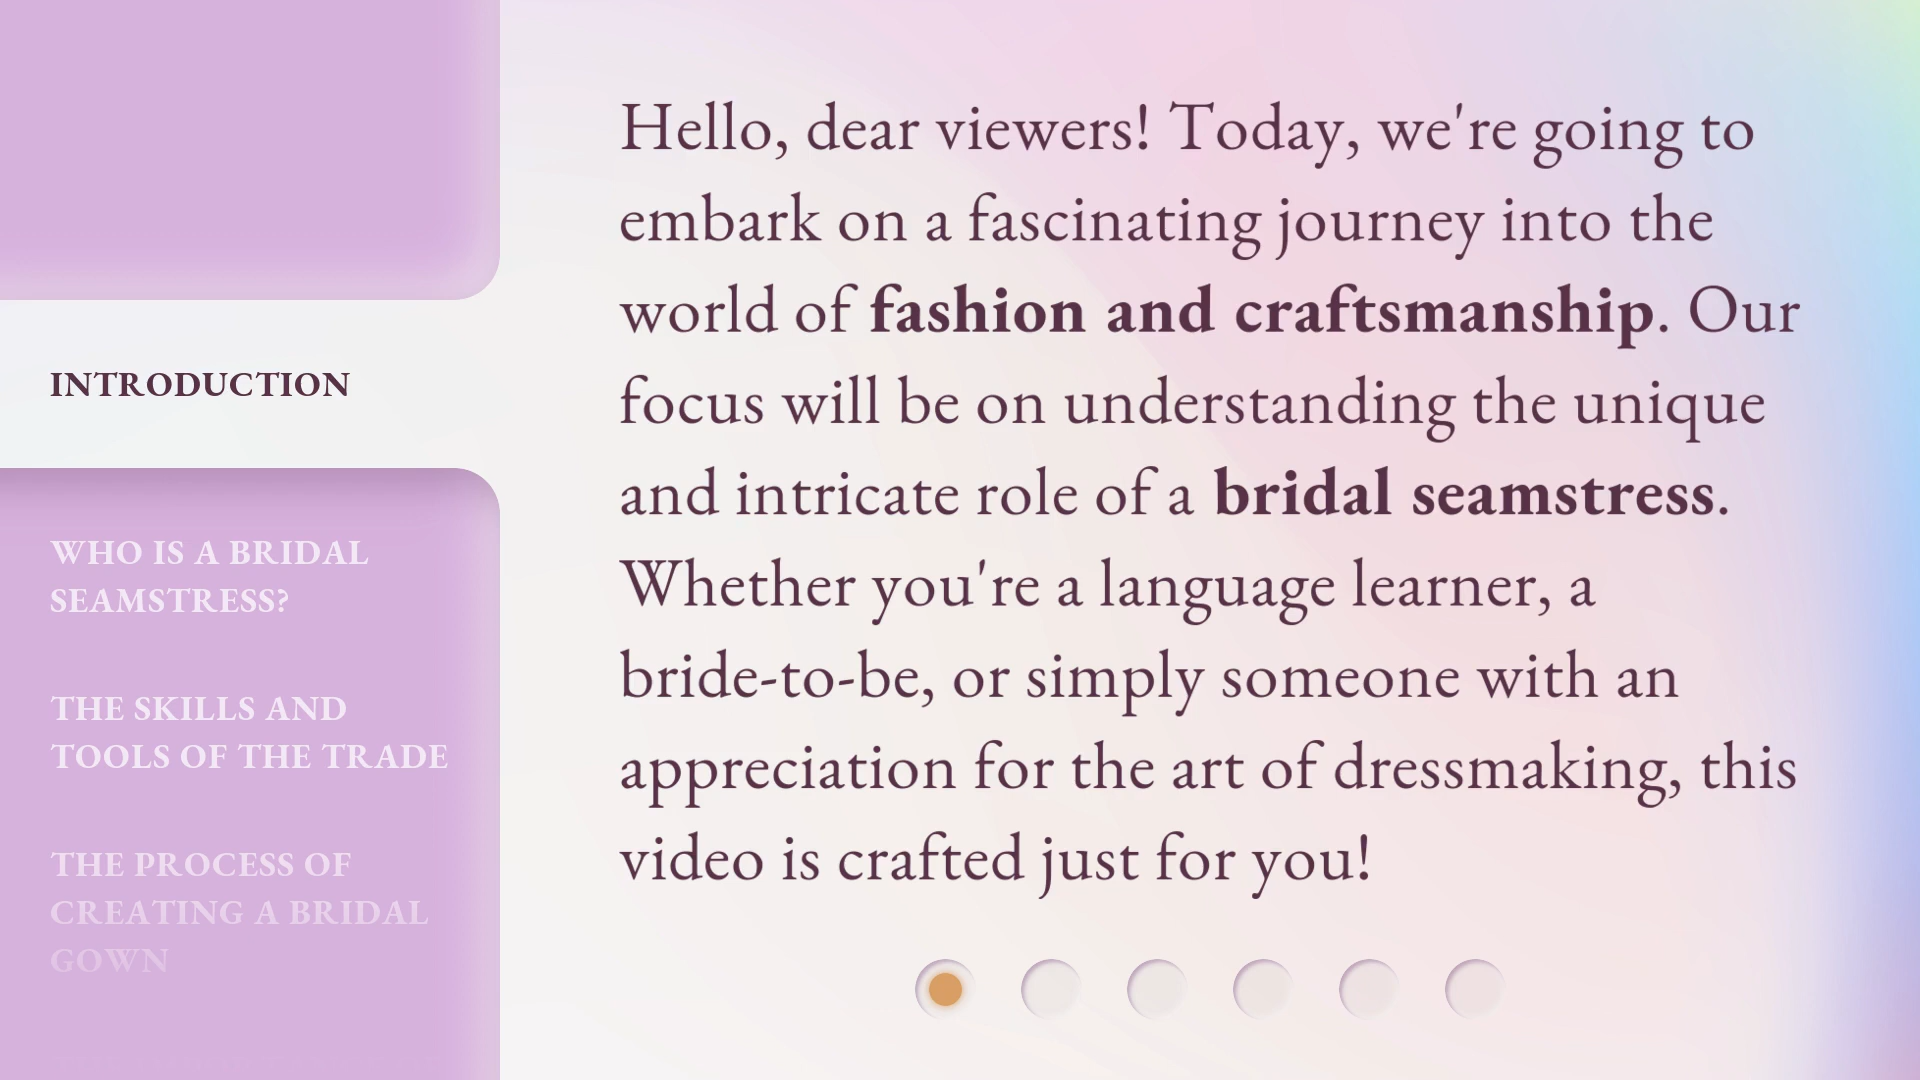 INTRODUCTION
WHO IS A BRIDAL
SEAMSTRESS?
THE SKILLS AND
TOOLS OF THE TRADE
THE PROCESS OF
CREATING A BRIDAL
GOWN
Hello, dear viewers! Today, we're going to
embark on a fascinating journey into the
world of fashion and craftsmanship. Our
focus will be on understanding the unique
and intricate role of a bridal seamstress.
Whether you're a language learner, a
bride-to-be, or simply someone with an
appreciation for the art of dressmaking, this
video is crafted just for you!